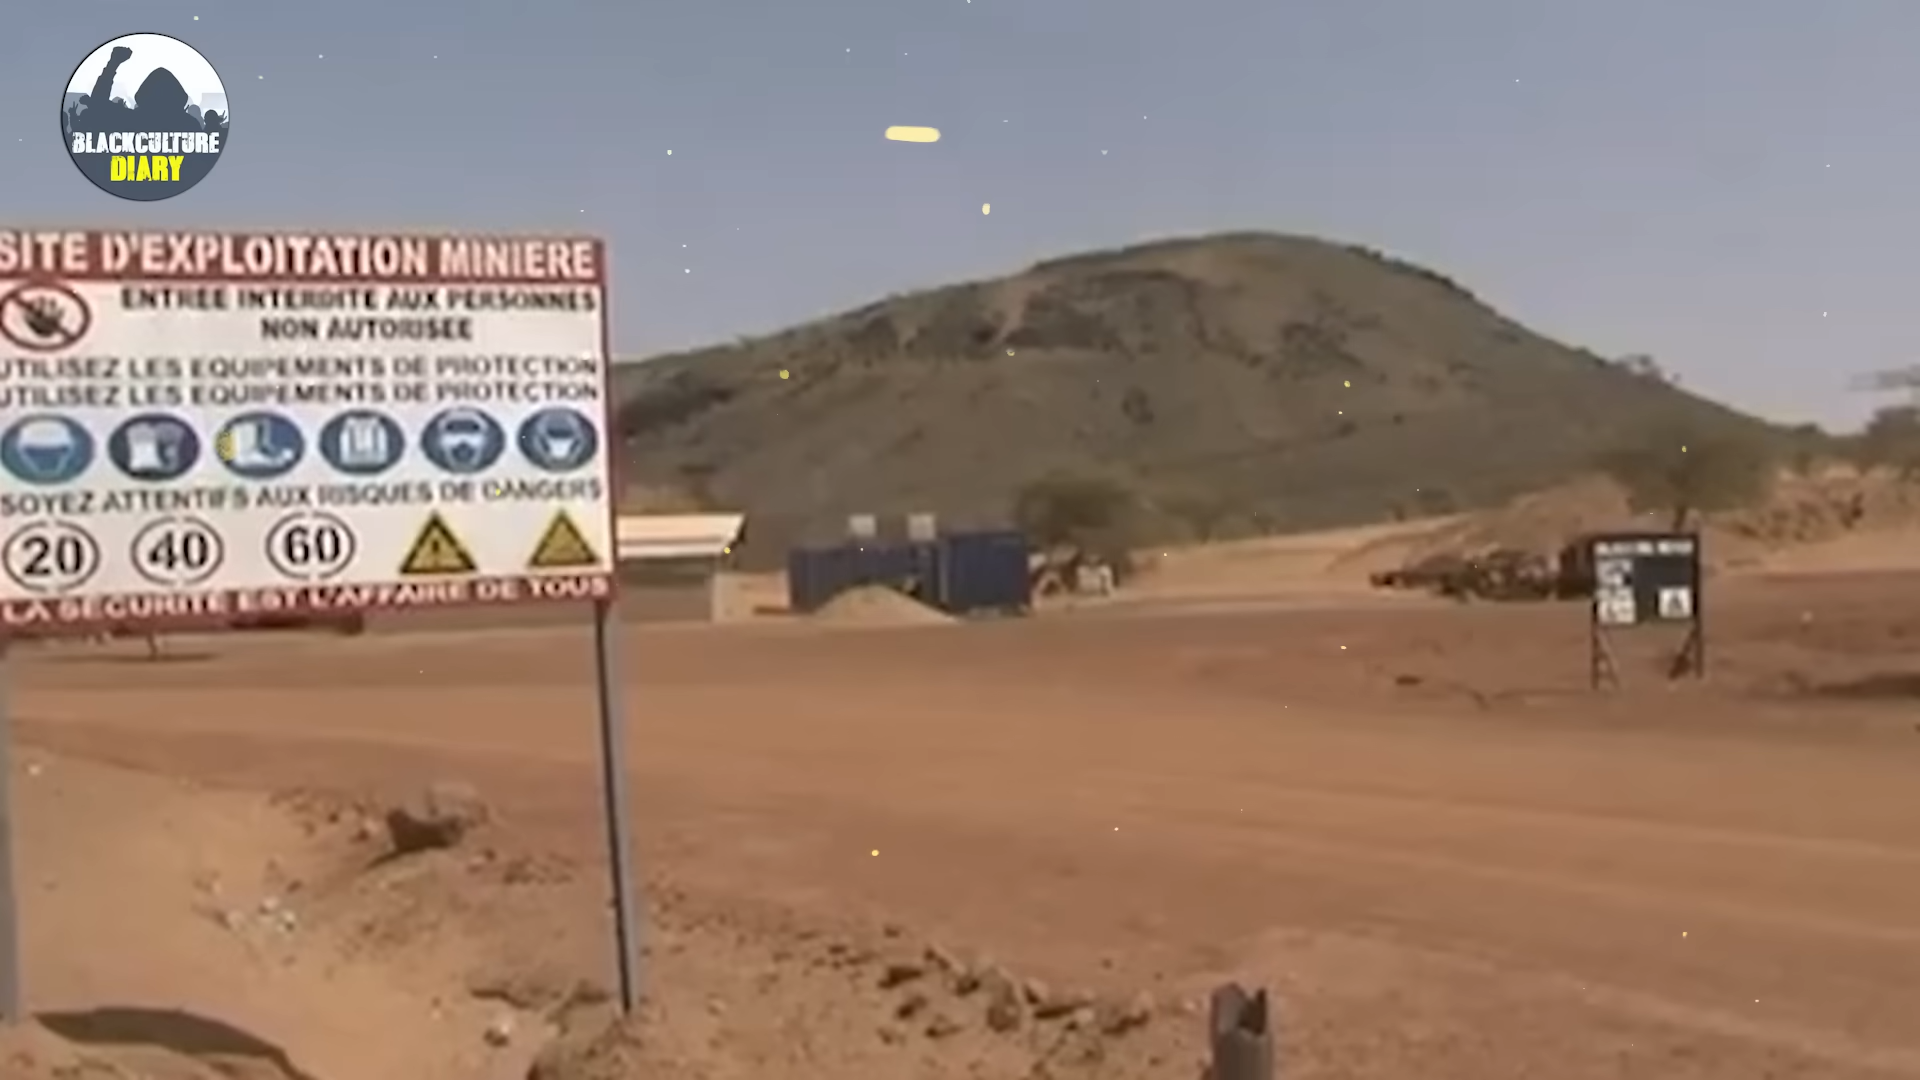 BLACKCULTURE
DIARY
SITE D'EXPLOITATION MINIERE
ENTREE INTERDITE AUX PERSONNES
NON AUTORISEE
UTILISEZ LES EQUIPEMENTS DE PROTECTION
UTILISEZ LES EQUIPEMENTS DE PROTECTION
SOYEZ ATTENTIFS AUX RISQUES DE DANGERS
20 40 60
LA SECURITE EST L'AFFAIRE DE TOUS